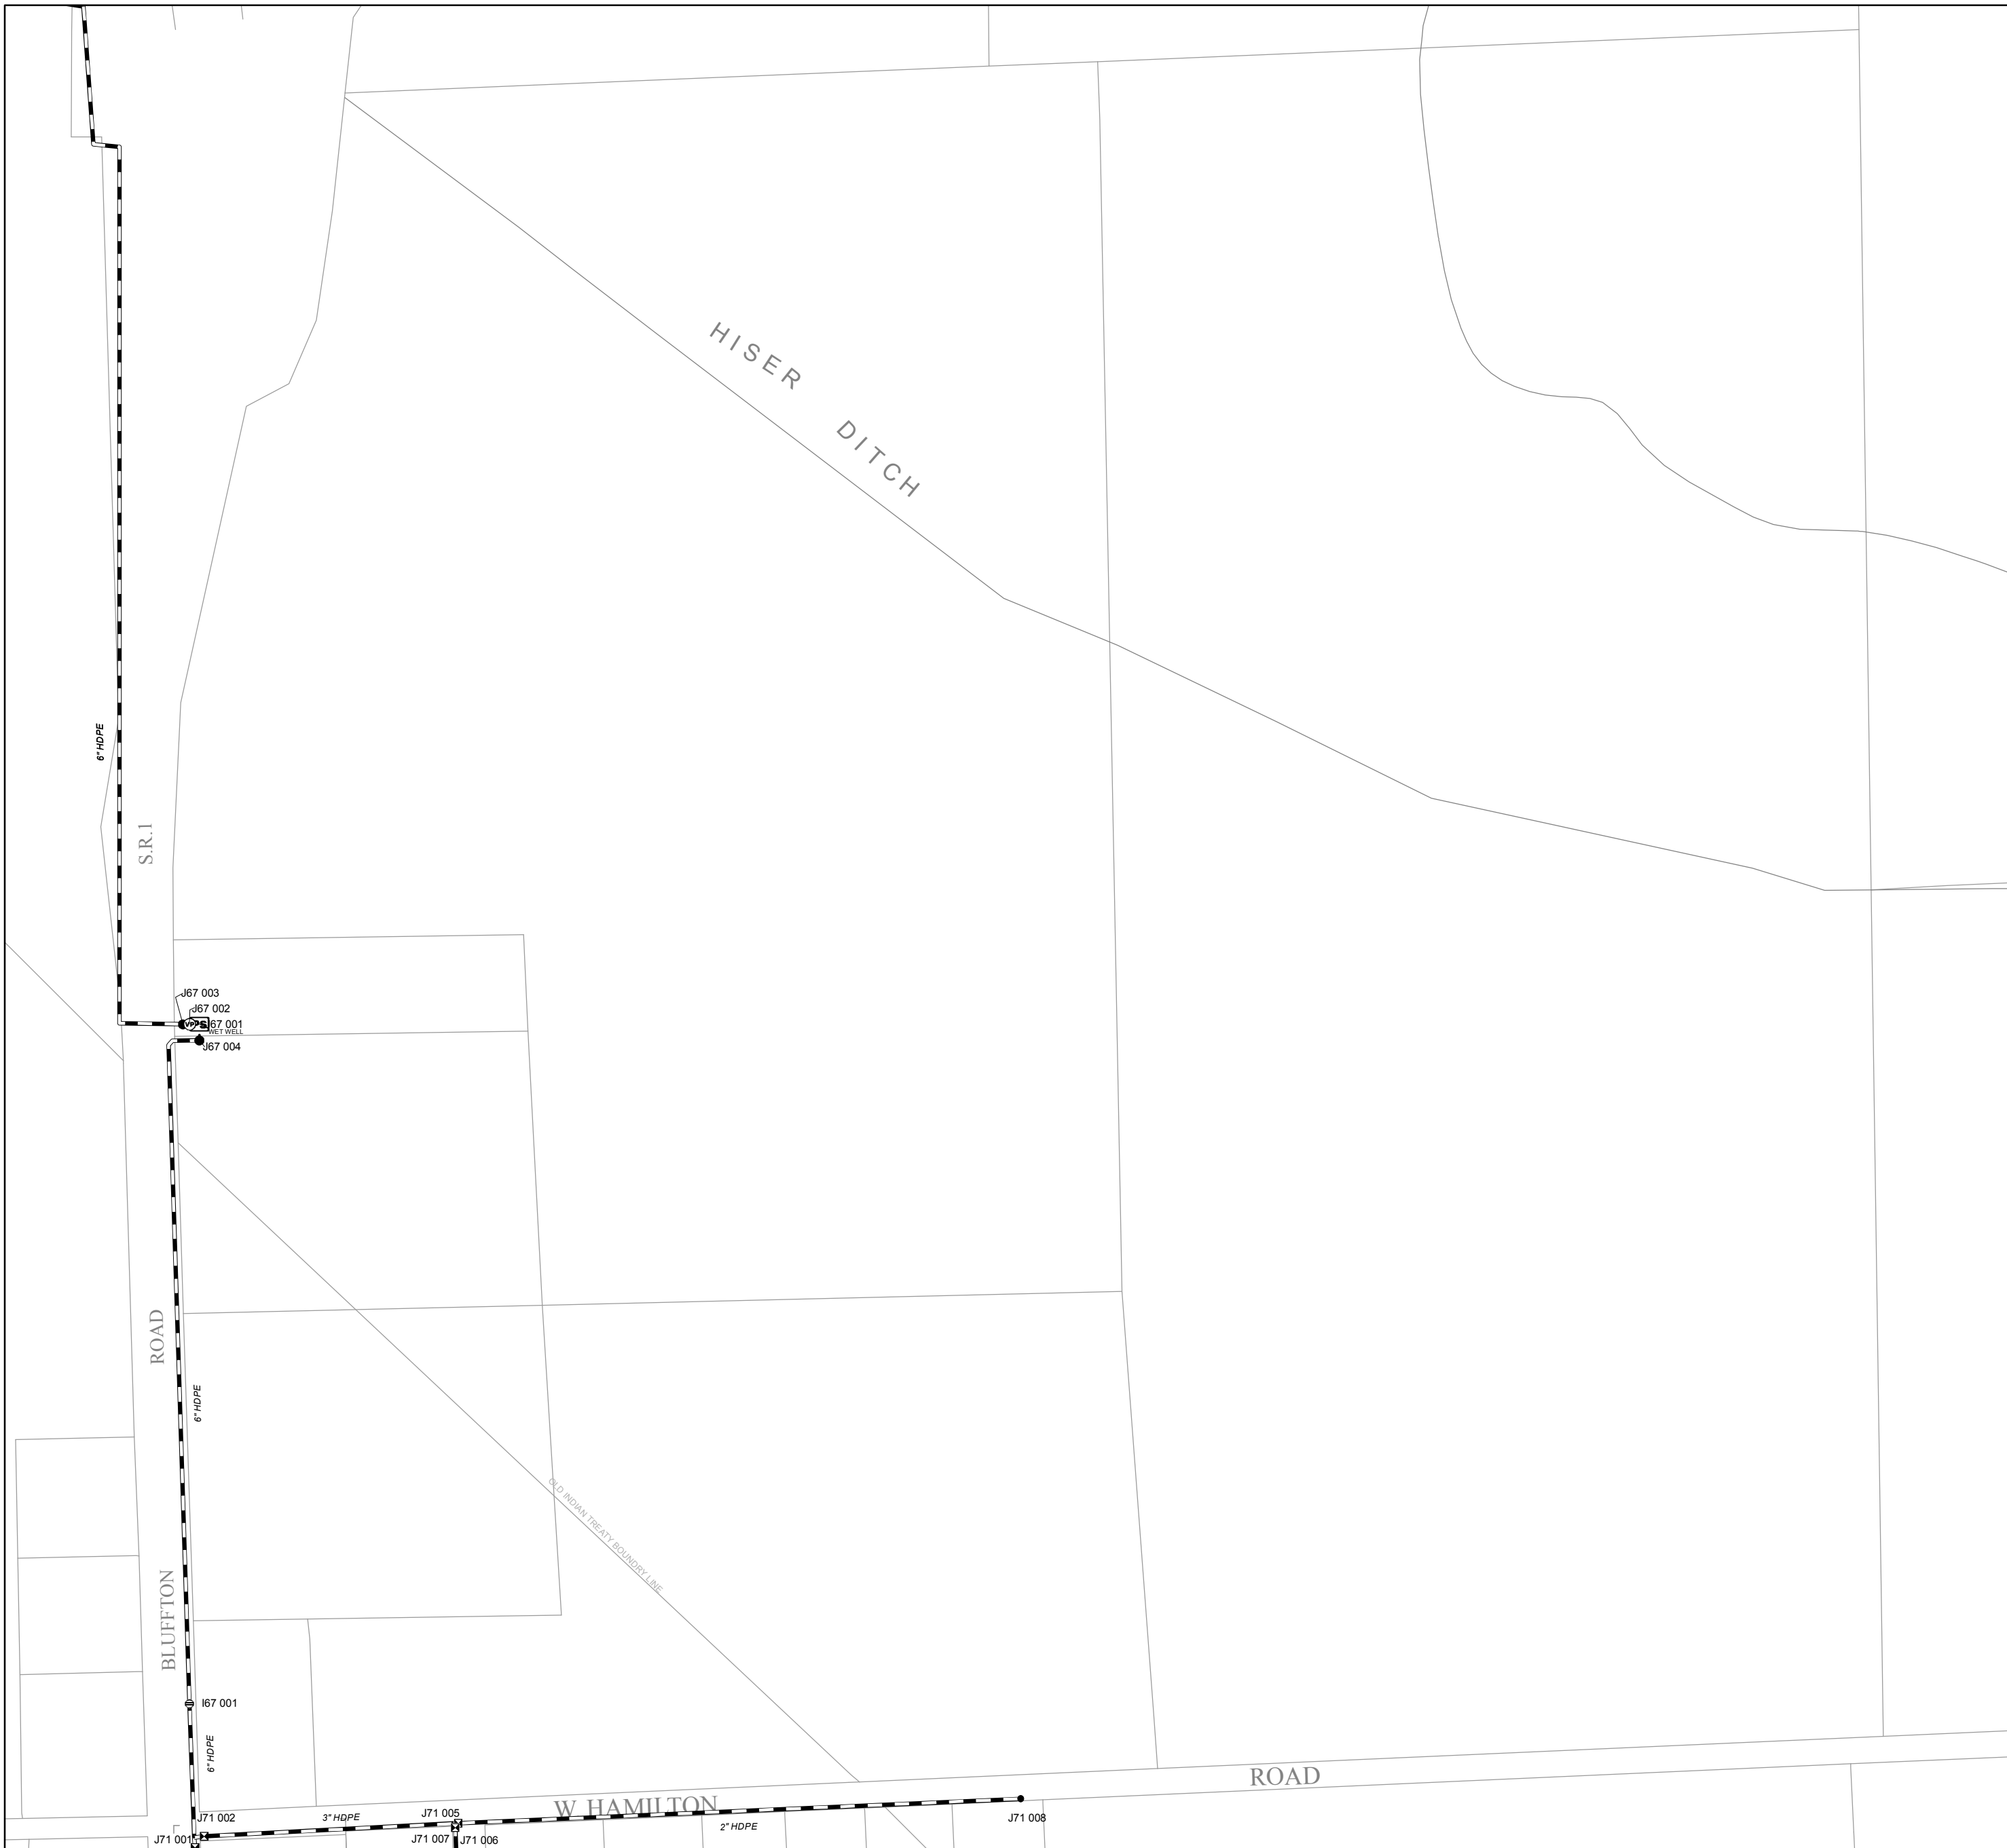 HISER DITCH
6" HDPE
S.R.1
J67 003
J67 002
VP PS J67 001
WET WELL
J67 004
ROAD
6" HDPE
OLD INDIAN TREATY BOUNDRY LINE
BLUFFTON
I67 001
6" HDPE
ROAD
W HAMILTON
J71 002
3" HDPE
J71 005
J71 008
2" HDPE
J71 001
J71 007
J71 006